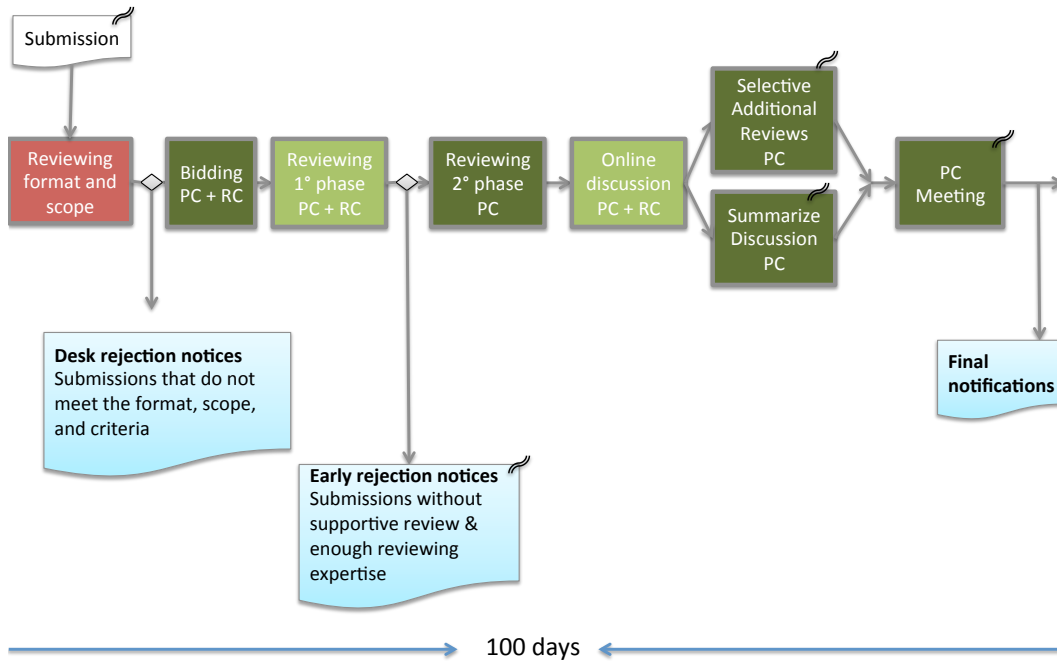 Submission
Reviewing
format and
scope
Bidding
PC + RC
Reviewing
1° phase
PC + RC
Reviewing
2° phase
PC
Online
discussion
PC + RC
Selective
Additional
Reviews
PC
Summarize
Discussion
PC
PC
Meeting
Desk rejection notices
Submissions that do not
meet the format, scope,
and criteria
Early rejection notices
Submissions without
supportive review &
enough reviewing
expertise
Final
notifications
100 days